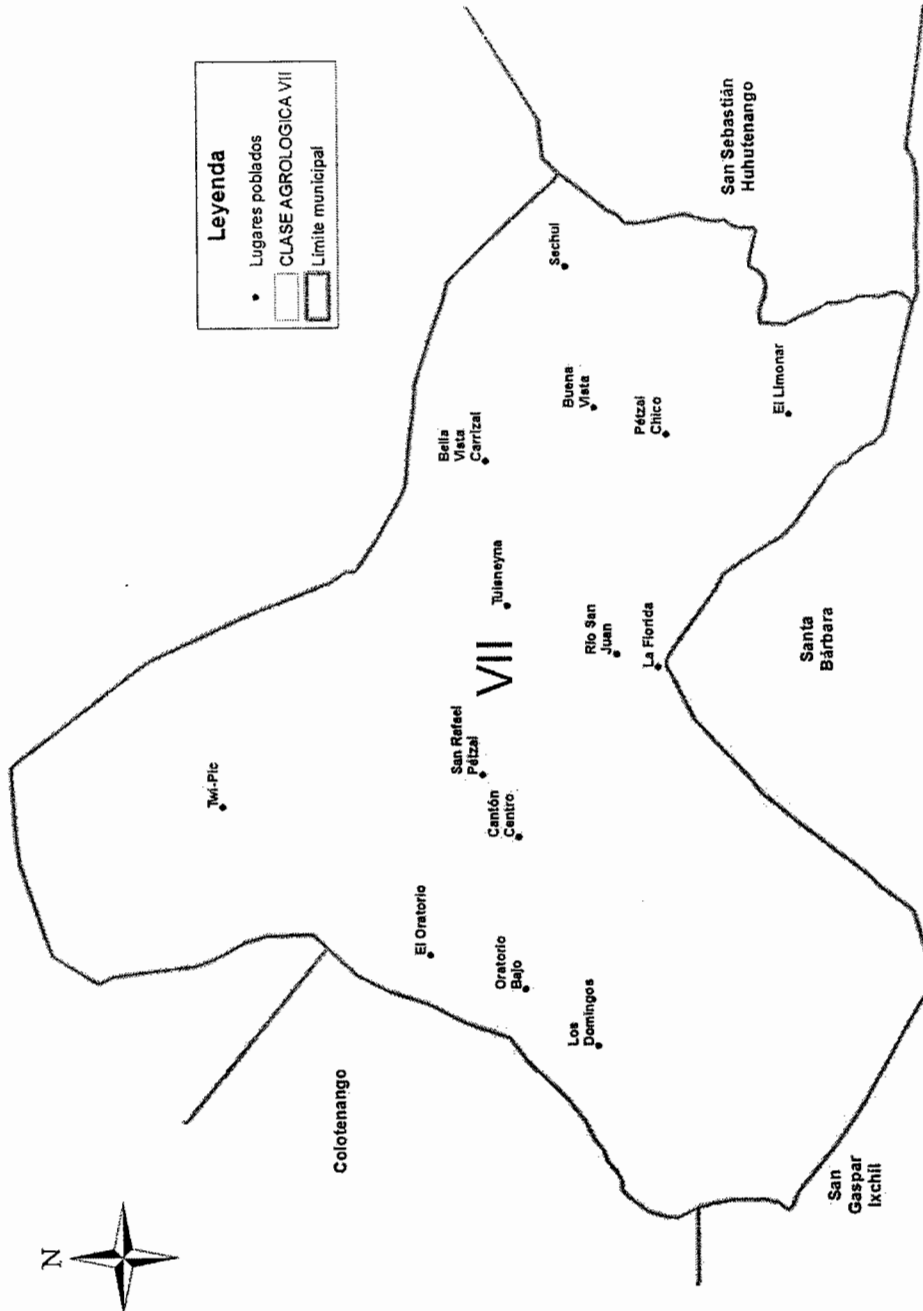 N
Leyenda
Lugares poblados
CLASE AGROLOGICA VII
Límite municipal
Colotenango
Twi-Pic
El Oratorio
Oratorio
Bajo
Los
Domingos
San Rafael
Pétzal
Cantón
Centro
VII
Tuisneyna
Bella
Vista
Carrizal
Río San
Juan
La Florida
Buena
Vista
Pétzal
Chico
Sechul
El Limonar
San Sebastián
Huhutenango
Santa
Bárbara
San
Gaspar
Ixchil